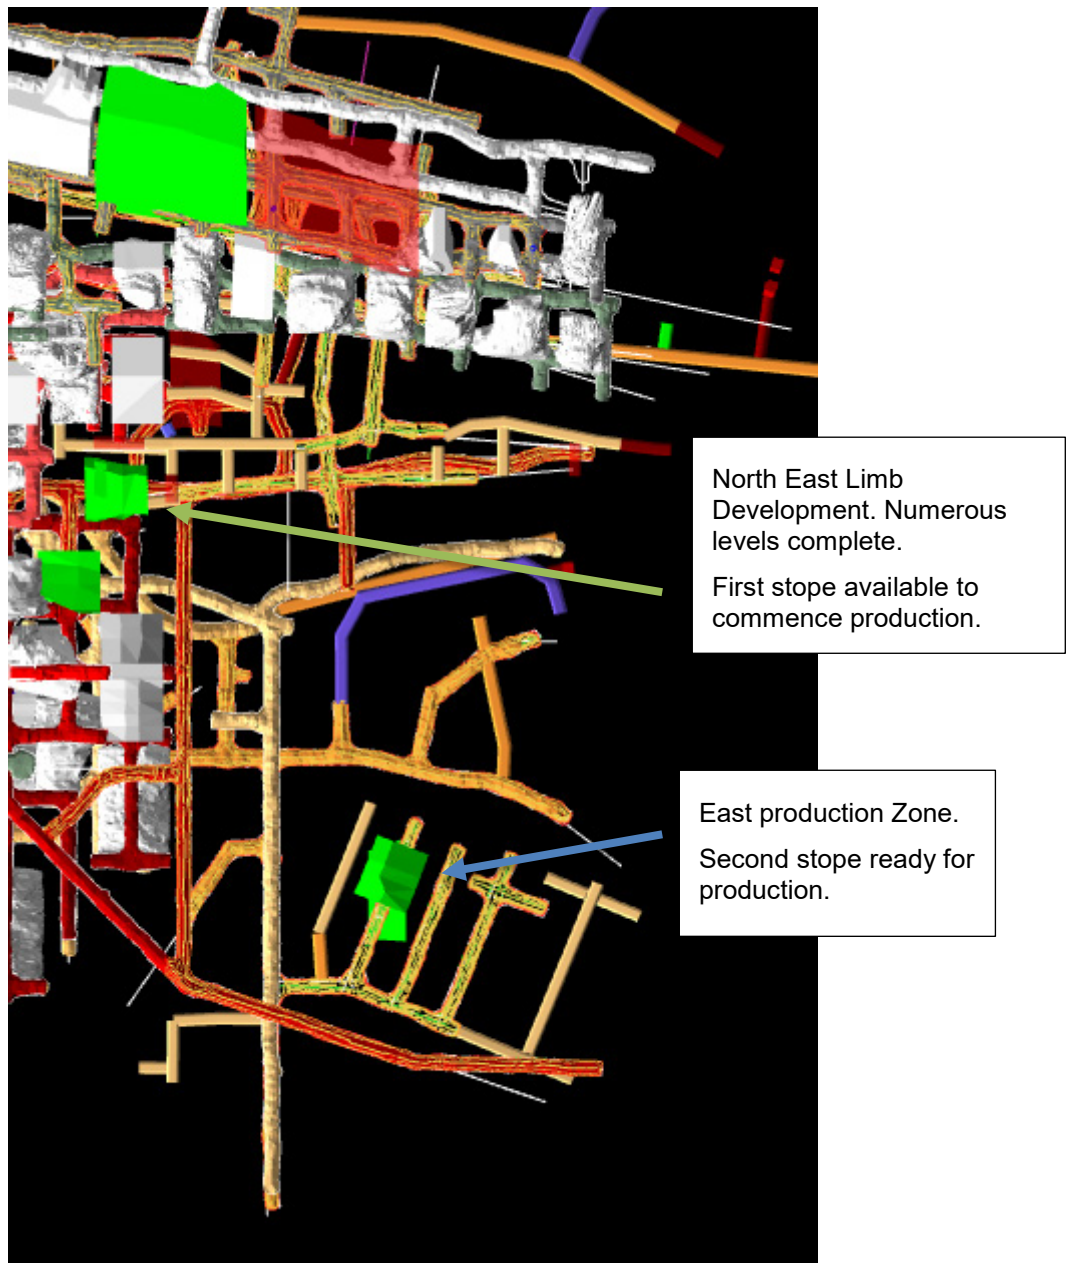 North East Limb
Development. Numerous
levels complete.
First stope available to
commence production.
East production Zone.
Second stope ready for
production.